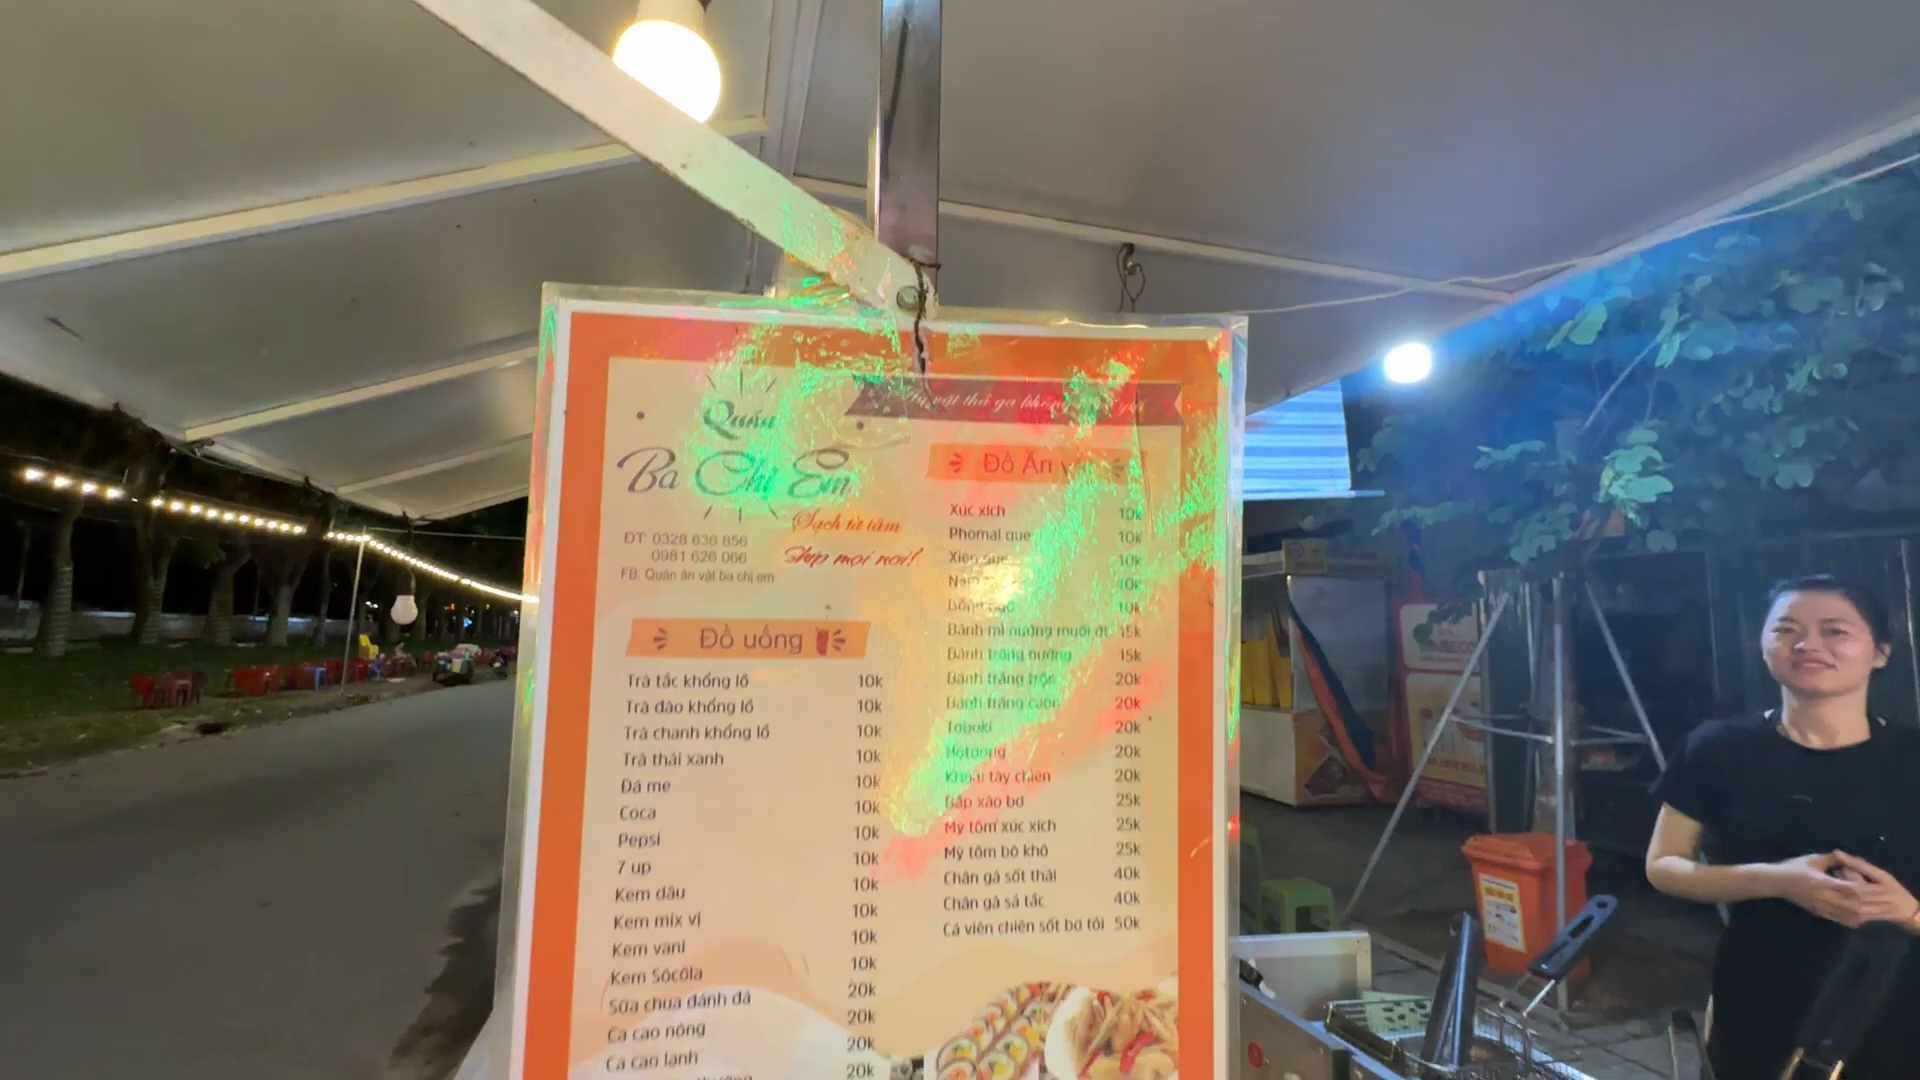 Quán
Ba Chị Em
Sạch từ tâm
Ship mọi nơi!
ĐT: 0328 636 856
0981 626 066
FB: Quán ăn vặt ba chị em
Đồ uống
Trà tắc khổng lồ 10k
Trà đào khổng lồ 10k
Trà chanh khổng lồ 10k
Trà thái xanh 10k
Đá me 10k
Coca 10k
Pepsi 10k
7 up 10k
Kem dâu 10k
Kem mix vị 10k
Kem vani 10k
Kem Sôcôla 10k
Sữa chua đánh đá 20k
Ca cao nóng 20k
Ca cao lạnh 20k
20k
Đồ Ăn
Xúc xích 10k
Phomai que 10k
Xiên 10k
Nem 10k
10k
Bánh mì nướng muối ớt 15k
Bánh tráng nướng 15k
Bánh tráng trộn 20k
Bánh tráng cuộn 20k
Toboki 20k
Hotdong 20k
Khoai tây chiên 20k
Bắp xào bơ 25k
Mỳ tôm xúc xích 25k
Mỳ tôm bò khô 25k
Chân gà sốt thái 40k
Chân gà sả tắc 40k
Cá viên chiên sốt bơ tỏi 50k